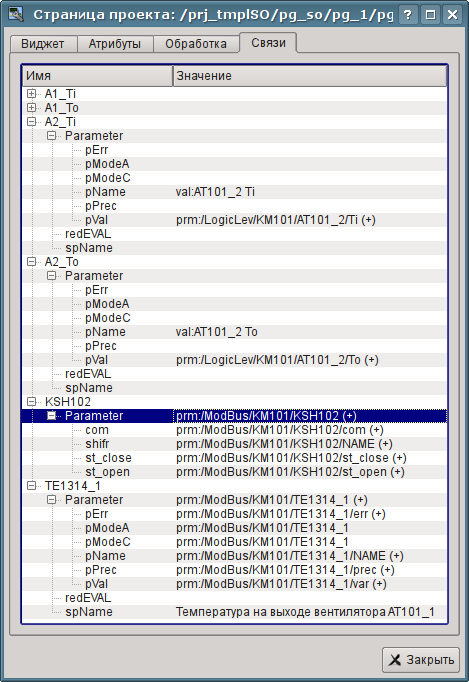 Страница проекта: /prj_tmplSO/pg_so/pg_1/pg
Виджет Атрибуты Обработка Связи
Имя Значение
A1_Ti
A1_To
A2_Ti
Parameter
pErr
pModeA
pModeC
pName val:AT101_2 Ti
pPrec
pVal prm:/LogicLev/KM101/AT101_2/Ti (+)
redEVAL
spName
A2_To
Parameter
pErr
pModeA
pModeC
pName val:AT101_2 To
pPrec
pVal prm:/LogicLev/KM101/AT101_2/To (+)
redEVAL
spName
KSH102
Parameter prm:/ModBus/KM101/KSH102 (+)
com prm:/ModBus/KM101/KSH102/com (+)
shifr prm:/ModBus/KM101/KSH102/NAME (+)
st_close prm:/ModBus/KM101/KSH102/st_close (+)
st_open prm:/ModBus/KM101/KSH102/st_open (+)
TE1314_1
Parameter prm:/ModBus/KM101/TE1314_1 (+)
pErr prm:/ModBus/KM101/TE1314_1/err (+)
pModeA prm:/ModBus/KM101/TE1314_1
pModeC prm:/ModBus/KM101/TE1314_1
pName prm:/ModBus/KM101/TE1314_1/NAME (+)
pPrec prm:/ModBus/KM101/TE1314_1/prec (+)
pVal prm:/ModBus/KM101/TE1314_1/var (+)
redEVAL
spName Температура на выходе вентилятора AT101_1
Закрыть